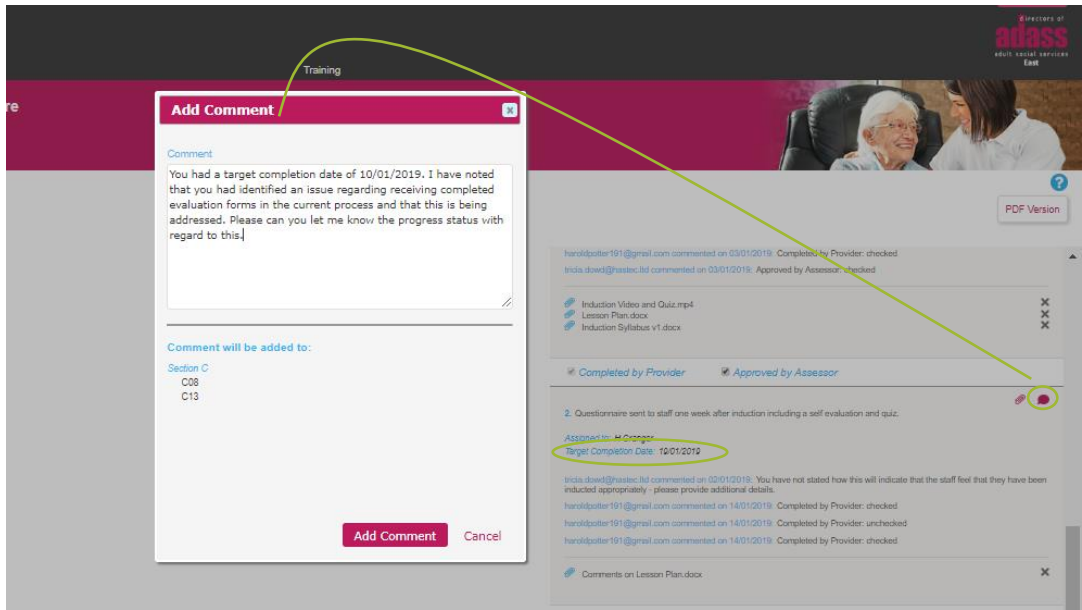 directors of
adass
adult social services
East
Training
re
Add Comment
Comment
You had a target completion date of 10/01/2019. I have noted
that you had identified an issue regarding receiving completed
evaluation forms in the current process and that this is being
addressed. Please can you let me know the progress status with
regard to this.
Comment will be added to:
Section C
C08
C13
Add Comment
Cancel
PDF Version
haroldpotter191@gmail.com commented on 03/01/2019: Completed by Provider: checked
tricia.dowd@hastec.ltd commented on 03/01/2019: Approved by Assessor: checked
Induction Video and Quiz.mp4
Lesson Plan.docx
Induction Syllabus v1.docx
Completed by Provider Approved by Assessor
2. Questionnaire sent to staff one week after induction including a self evaluation and quiz.
Assigned to: H Granger
Target Completion Date: 19/01/2019
tricia.dowd@hastec.ltd commented on 02/01/2019: You have not stated how this will indicate that the staff feel that they have been
inducted appropriately - please provide additional details.
haroldpotter191@gmail.com commented on 14/01/2019: Completed by Provider: checked
haroldpotter191@gmail.com commented on 14/01/2019: Completed by Provider: unchecked
haroldpotter191@gmail.com commented on 14/01/2019: Completed by Provider: checked
Comments on Lesson Plan.docx